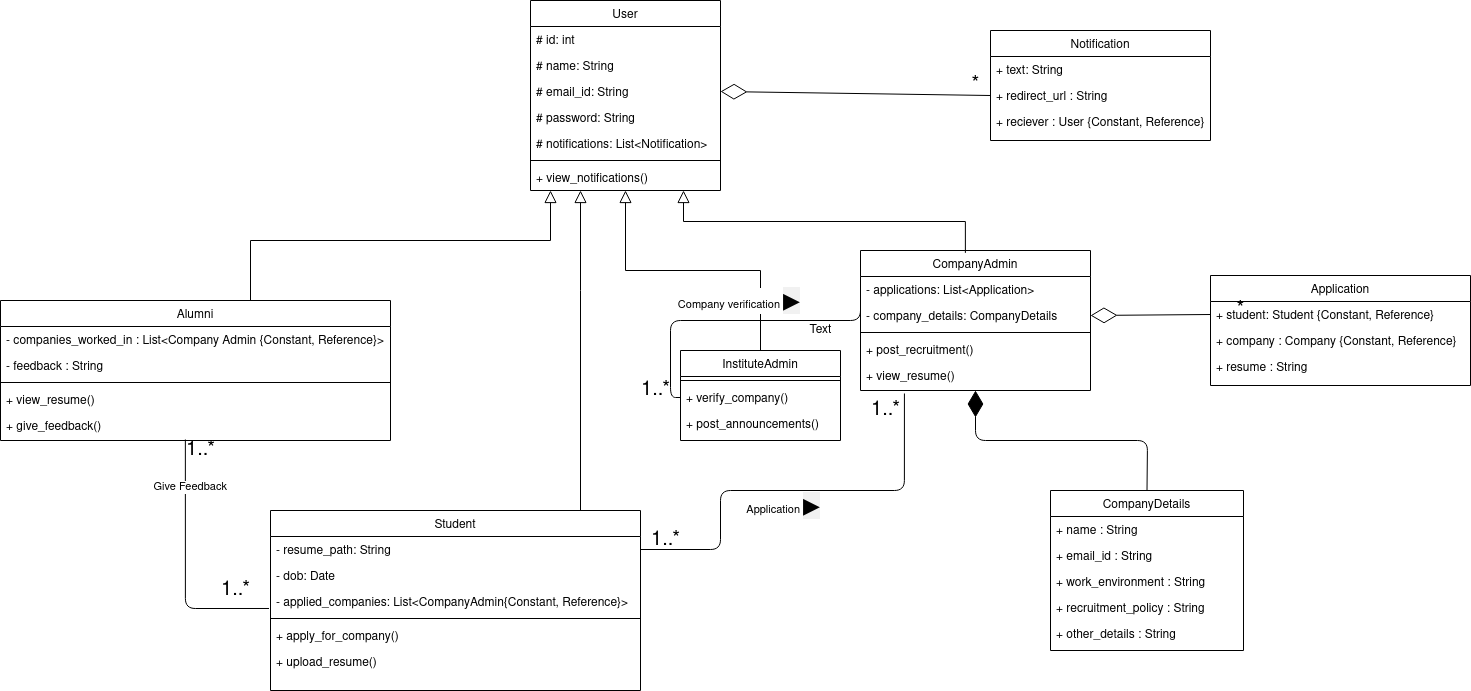 User
# id: int
# name: String
# email_id: String
# password: String
# notifications: List<Notification>
+ view_notifications()
Notification
+ text: String
+ redirect_url : String
+ reciever : User {Constant, Reference}
*
Alumni
- companies_worked_in : List<Company Admin {Constant, Reference}>
- feedback : String
+ view_resume()
+ give_feedback()
1..*
Give Feedback
1..*
Company verification
Text
1..*
InstituteAdmin
+ verify_company()
+ post_announcements()
CompanyAdmin
- applications: List<Application>
- company_details: CompanyDetails
+ post_recruitment()
+ view_resume()
1..*
Application
*
+ student: Student {Constant, Reference}
+ company : Company {Constant, Reference}
+ resume : String
Student
- resume_path: String
- dob: Date
- applied_companies: List<CompanyAdmin{Constant, Reference}>
+ apply_for_company()
+ upload_resume()
1..*
Application
CompanyDetails
+ name : String
+ email_id : String
+ work_environment : String
+ recruitment_policy : String
+ other_details : String